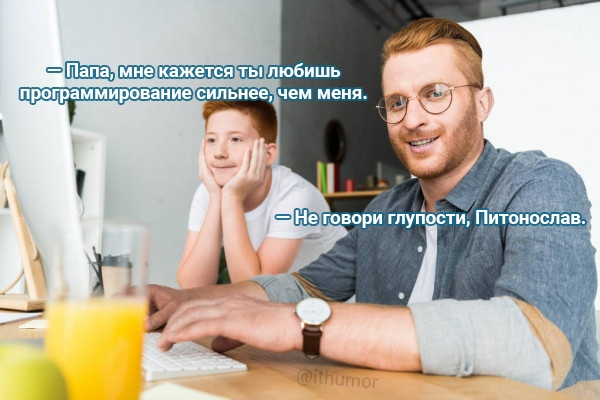 — Папа, мне кажется ты любишь
программирование сильнее, чем меня.
— Не говори глупости, Питонослав.
@ithumor